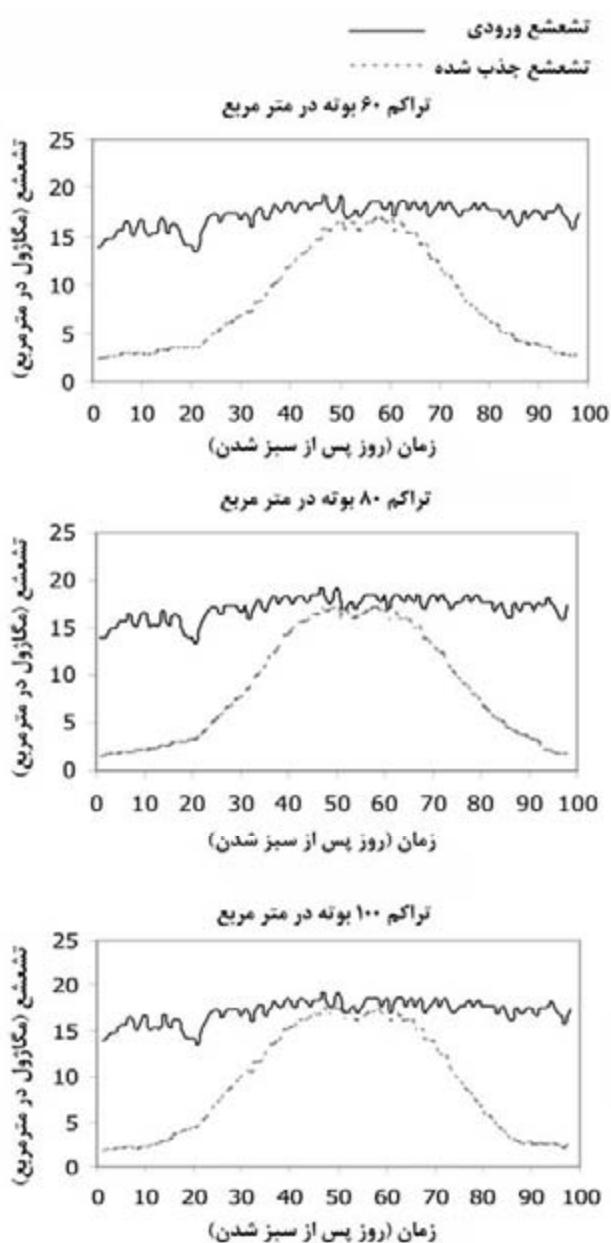 تشعشع ورودی
تشعشع جذب شده
تراکم ۶۰ بوته در متر مربع
تشعشع (مگاژول در مترمربع)
25
20
15
10
5
0
0 10 20 30 40 50 60 70 80 90 100
زمان (روز پس از سبز شدن)
تراکم ۸۰ بوته در متر مربع
تشعشع (مگاژول در مترمربع)
25
20
15
10
5
0
0 10 20 30 40 50 60 70 80 90 100
زمان (روز پس از سبز شدن)
تراکم ۱۰۰ بوته در متر مربع
تشعشع (مگاژول در مترمربع)
25
20
15
10
5
0
0 10 20 30 40 50 60 70 80 90 100
زمان (روز پس از سبز شدن)